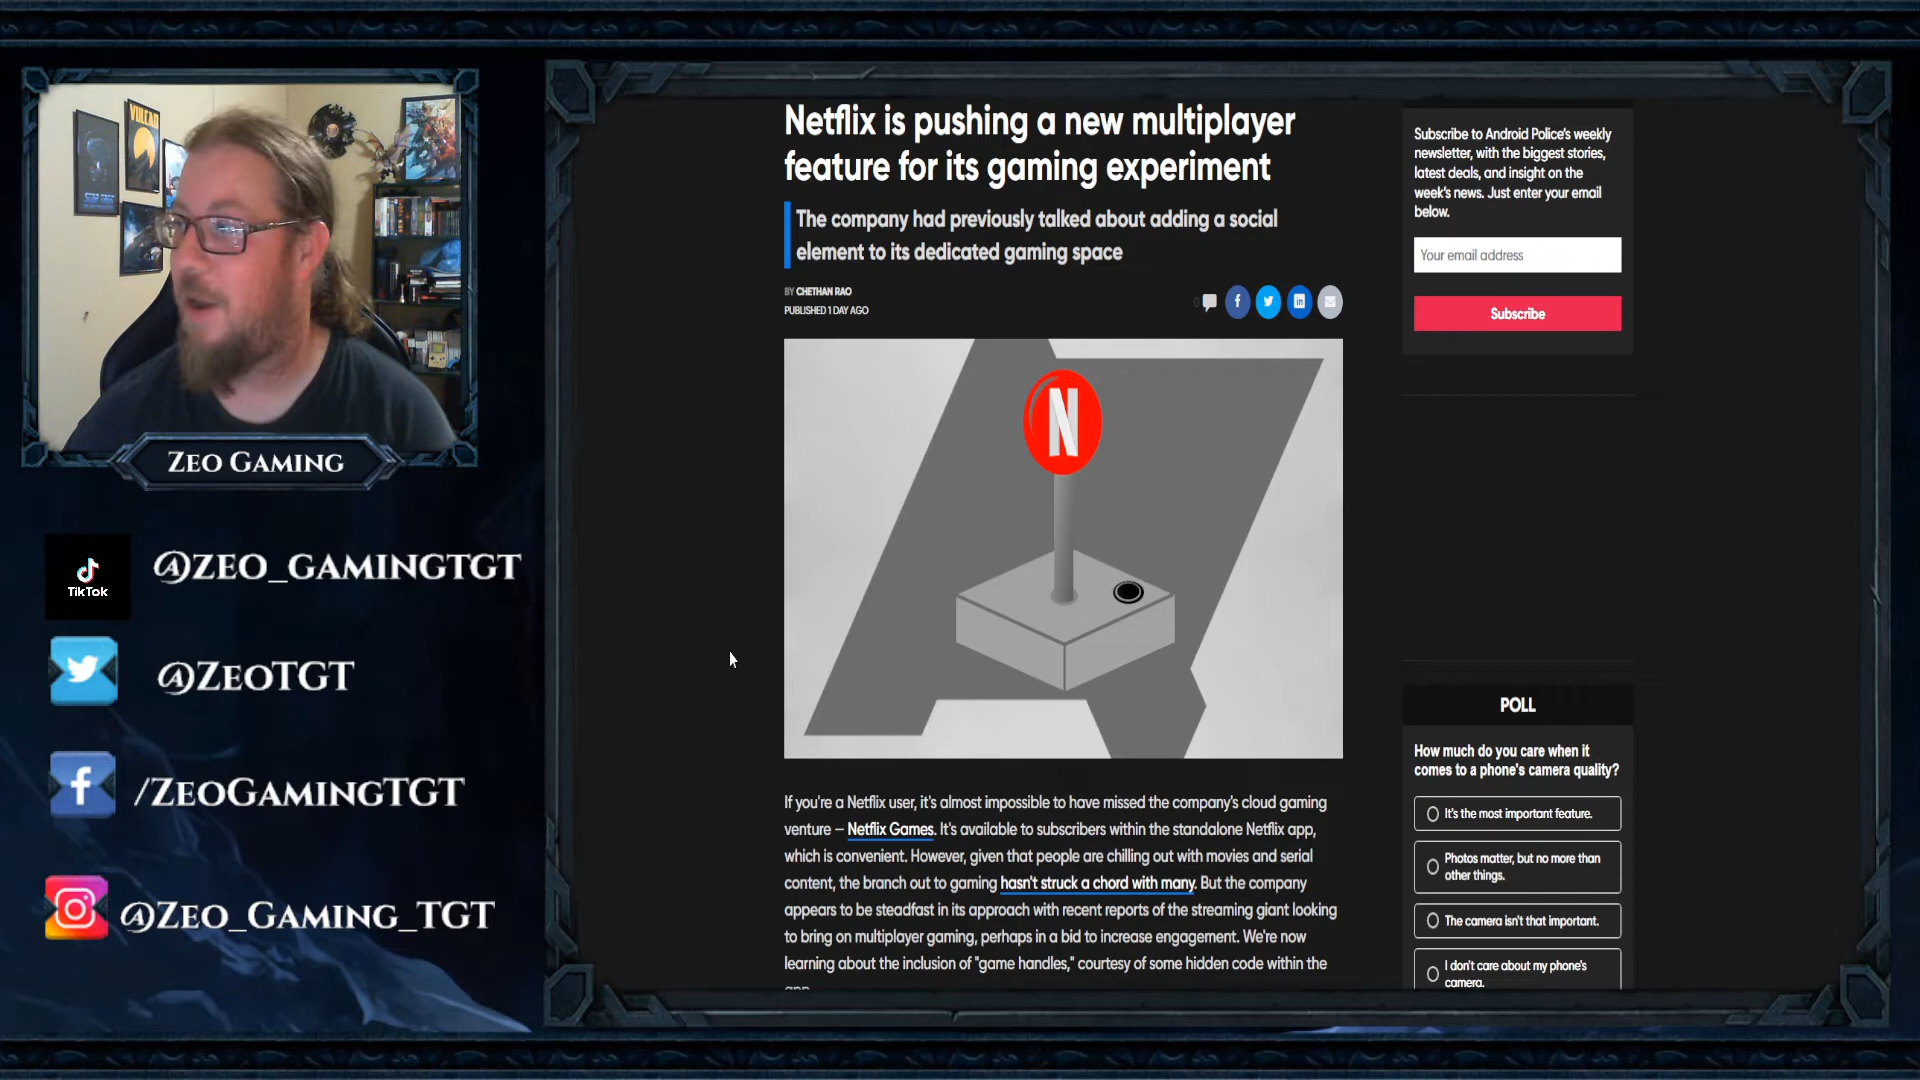 VULCAN
Zeo Gaming
TikTok
@zeo_gamingTGT
@ZeoTGT
/ZeoGamingTGT
@Zeo_Gaming_TGT
Netflix is pushing a new multiplayer
feature for its gaming experiment
The company had previously talked about adding a social
element to its dedicated gaming space
BY CHETHAN RAO
PUBLISHED 1 DAY AGO
0
f
in
N
If you're a Netflix user, it's almost impossible to have missed the company's cloud gaming
venture – Netflix Games. It's available to subscribers within the standalone Netflix app,
which is convenient. However, given that people are chilling out with movies and serial
content, the branch out to gaming hasn't struck a chord with many. But the company
appears to be steadfast in its approach with recent reports of the streaming giant looking
to bring on multiplayer gaming, perhaps in a bid to increase engagement. We're now
learning about the inclusion of "game handles," courtesy of some hidden code within the
app.
Subscribe to Android Police's weekly
newsletter, with the biggest stories,
latest deals, and insight on the
week's news. Just enter your email
below.
Your email address
Subscribe
POLL
How much do you care when it
comes to a phone's camera quality?
It's the most important feature.
Photos matter, but no more than
other things.
The camera isn't that important.
I don't care about my phone's
camera.